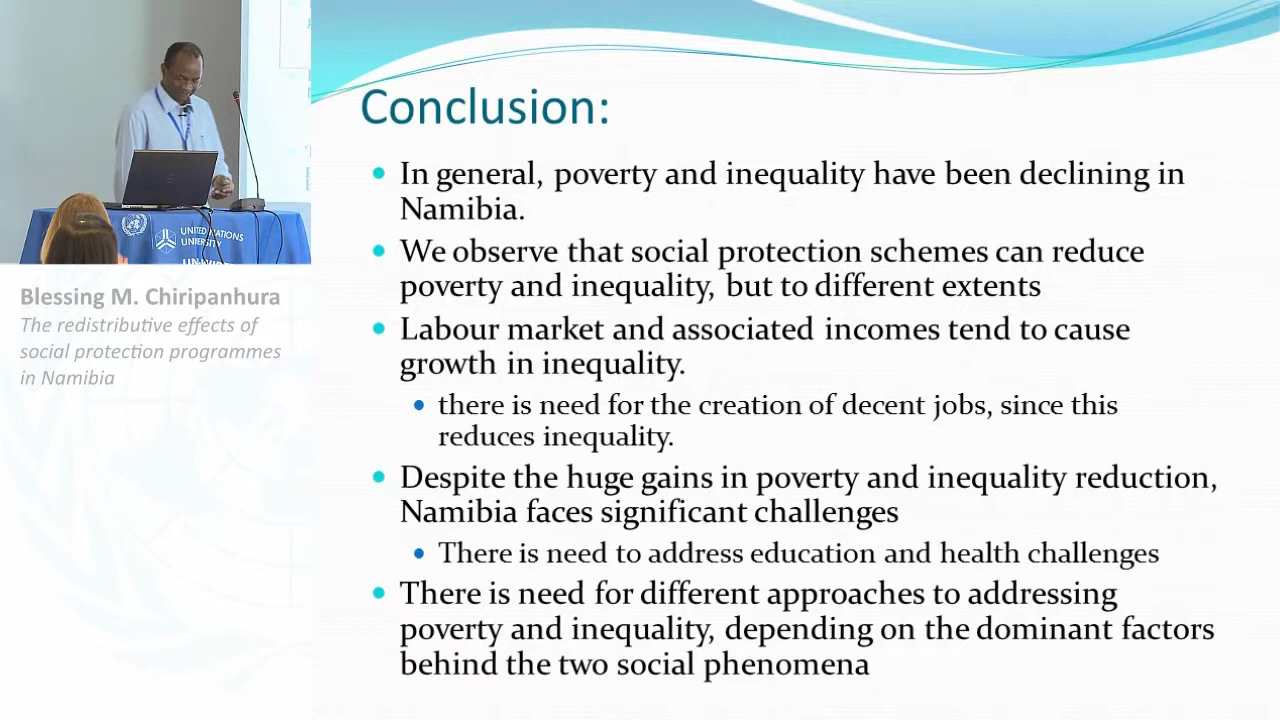 UNITED NATIONS
UNIVERSITY
Blessing M. Chiripanhura
The redistributive effects of
social protection programmes
in Namibia
Conclusion:
In general, poverty and inequality have been declining in
Namibia.
We observe that social protection schemes can reduce
poverty and inequality, but to different extents
Labour market and associated incomes tend to cause
growth in inequality.
there is need for the creation of decent jobs, since this
reduces inequality.
Despite the huge gains in poverty and inequality reduction,
Namibia faces significant challenges
There is need to address education and health challenges
There is need for different approaches to addressing
poverty and inequality, depending on the dominant factors
behind the two social phenomena